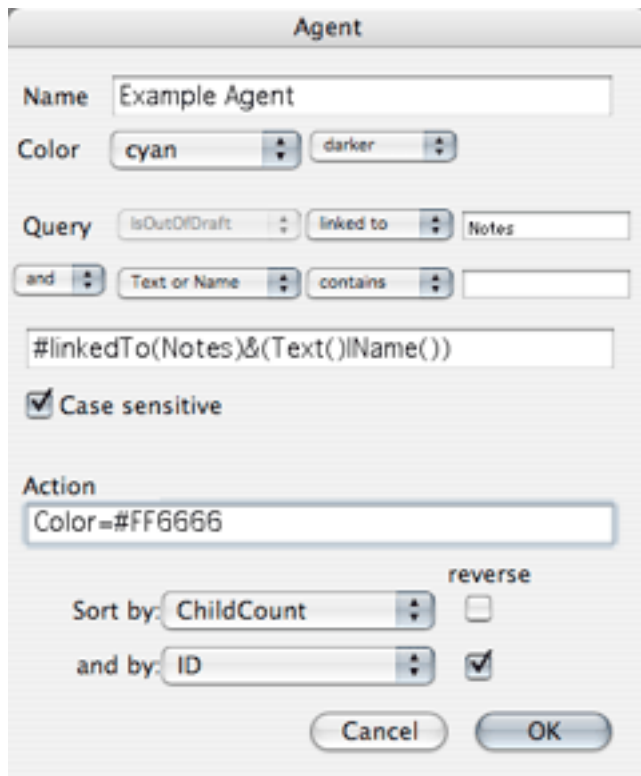 Agent
Name Example Agent
Color cyan darker
Query IsOutOfDraft linked to Notes
and Text or Name contains
#linkedTo(Notes)&(Text()|Name())
Case sensitive
Action
Color=#FF6666
reverse
Sort by: ChildCount
and by: ID
Cancel OK